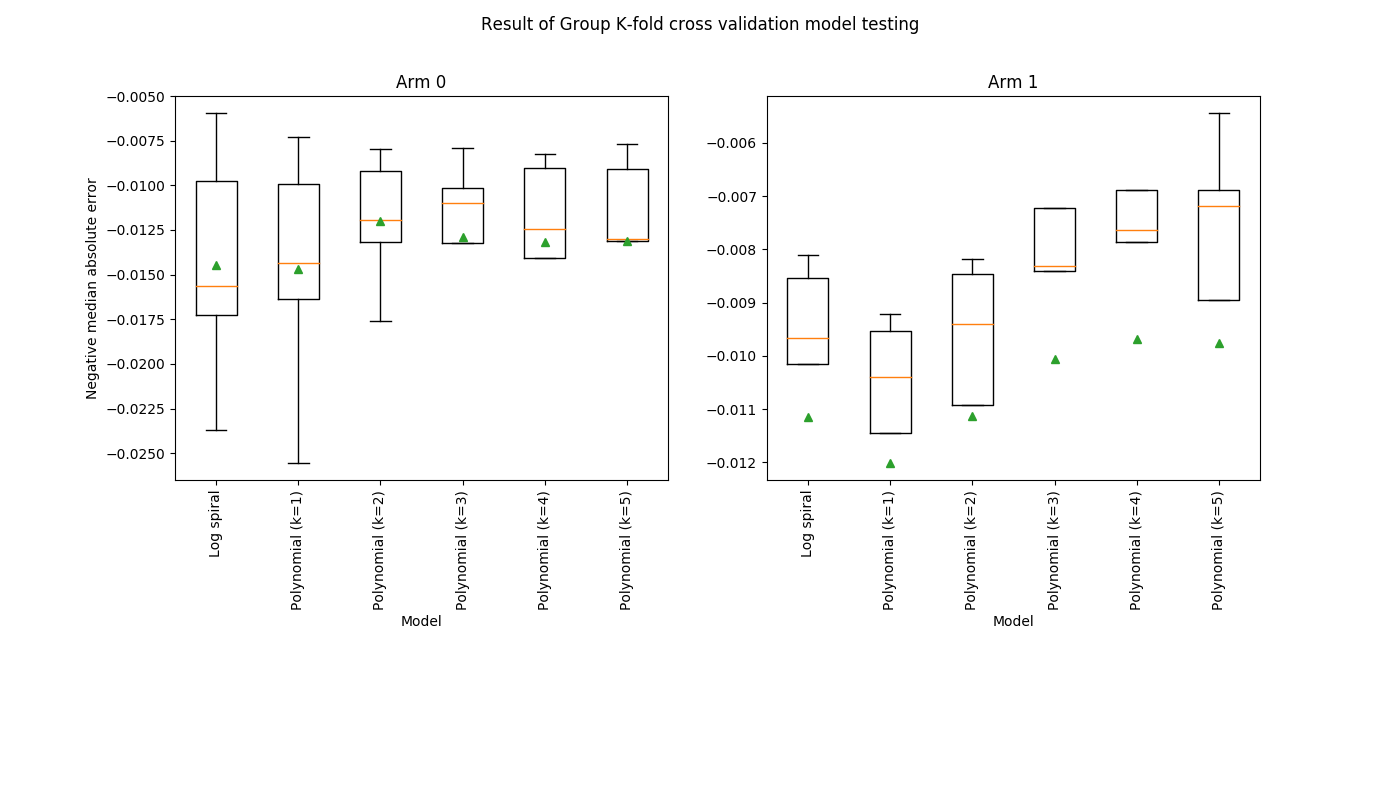 Result of Group K-fold cross validation model testing
Arm 0
Negative median absolute error
−0.0050
−0.0075
−0.0100
−0.0125
−0.0150
−0.0175
−0.0200
−0.0225
−0.0250
Log spiral
Polynomial (k=1)
Polynomial (k=2)
Polynomial (k=3)
Polynomial (k=4)
Polynomial (k=5)
Model
Arm 1
−0.006
−0.007
−0.008
−0.009
−0.010
−0.011
−0.012
Log spiral
Polynomial (k=1)
Polynomial (k=2)
Polynomial (k=3)
Polynomial (k=4)
Polynomial (k=5)
Model